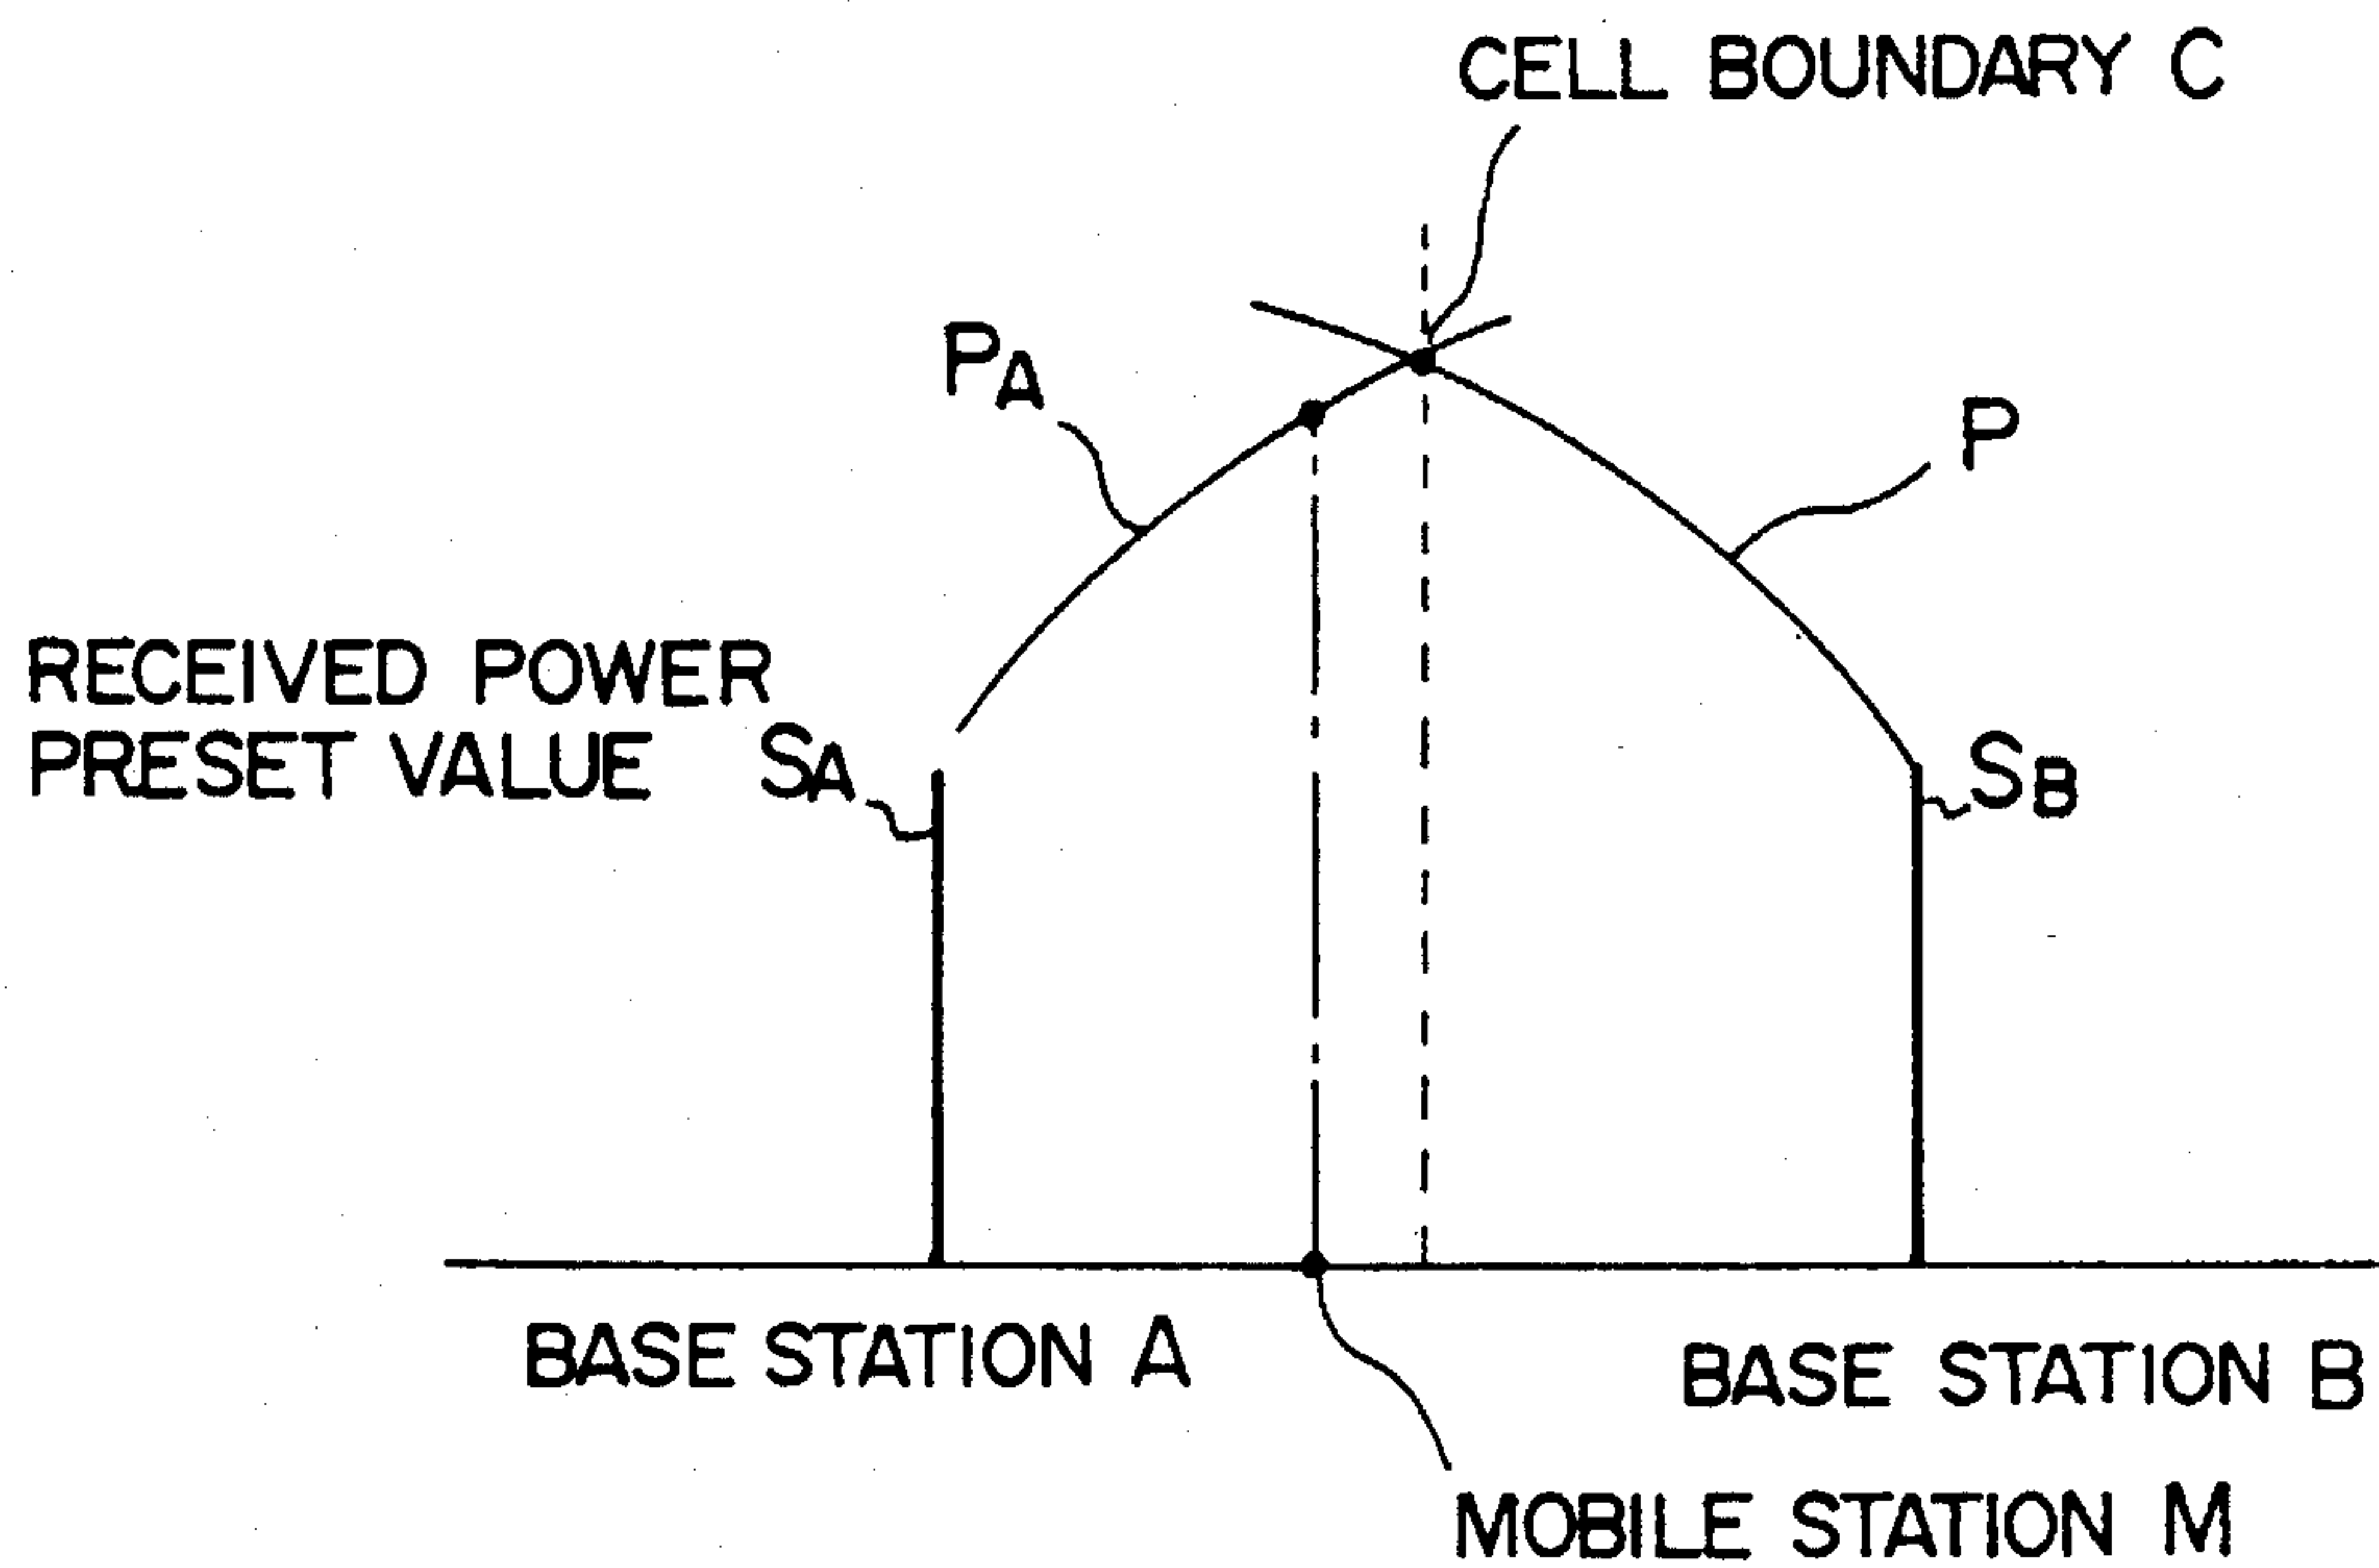 CELL BOUNDARY C
PA
P
RECEIVED POWER
PRESET VALUE SA
SB
BASE STATION A
BASE STATION B
MOBILE STATION M